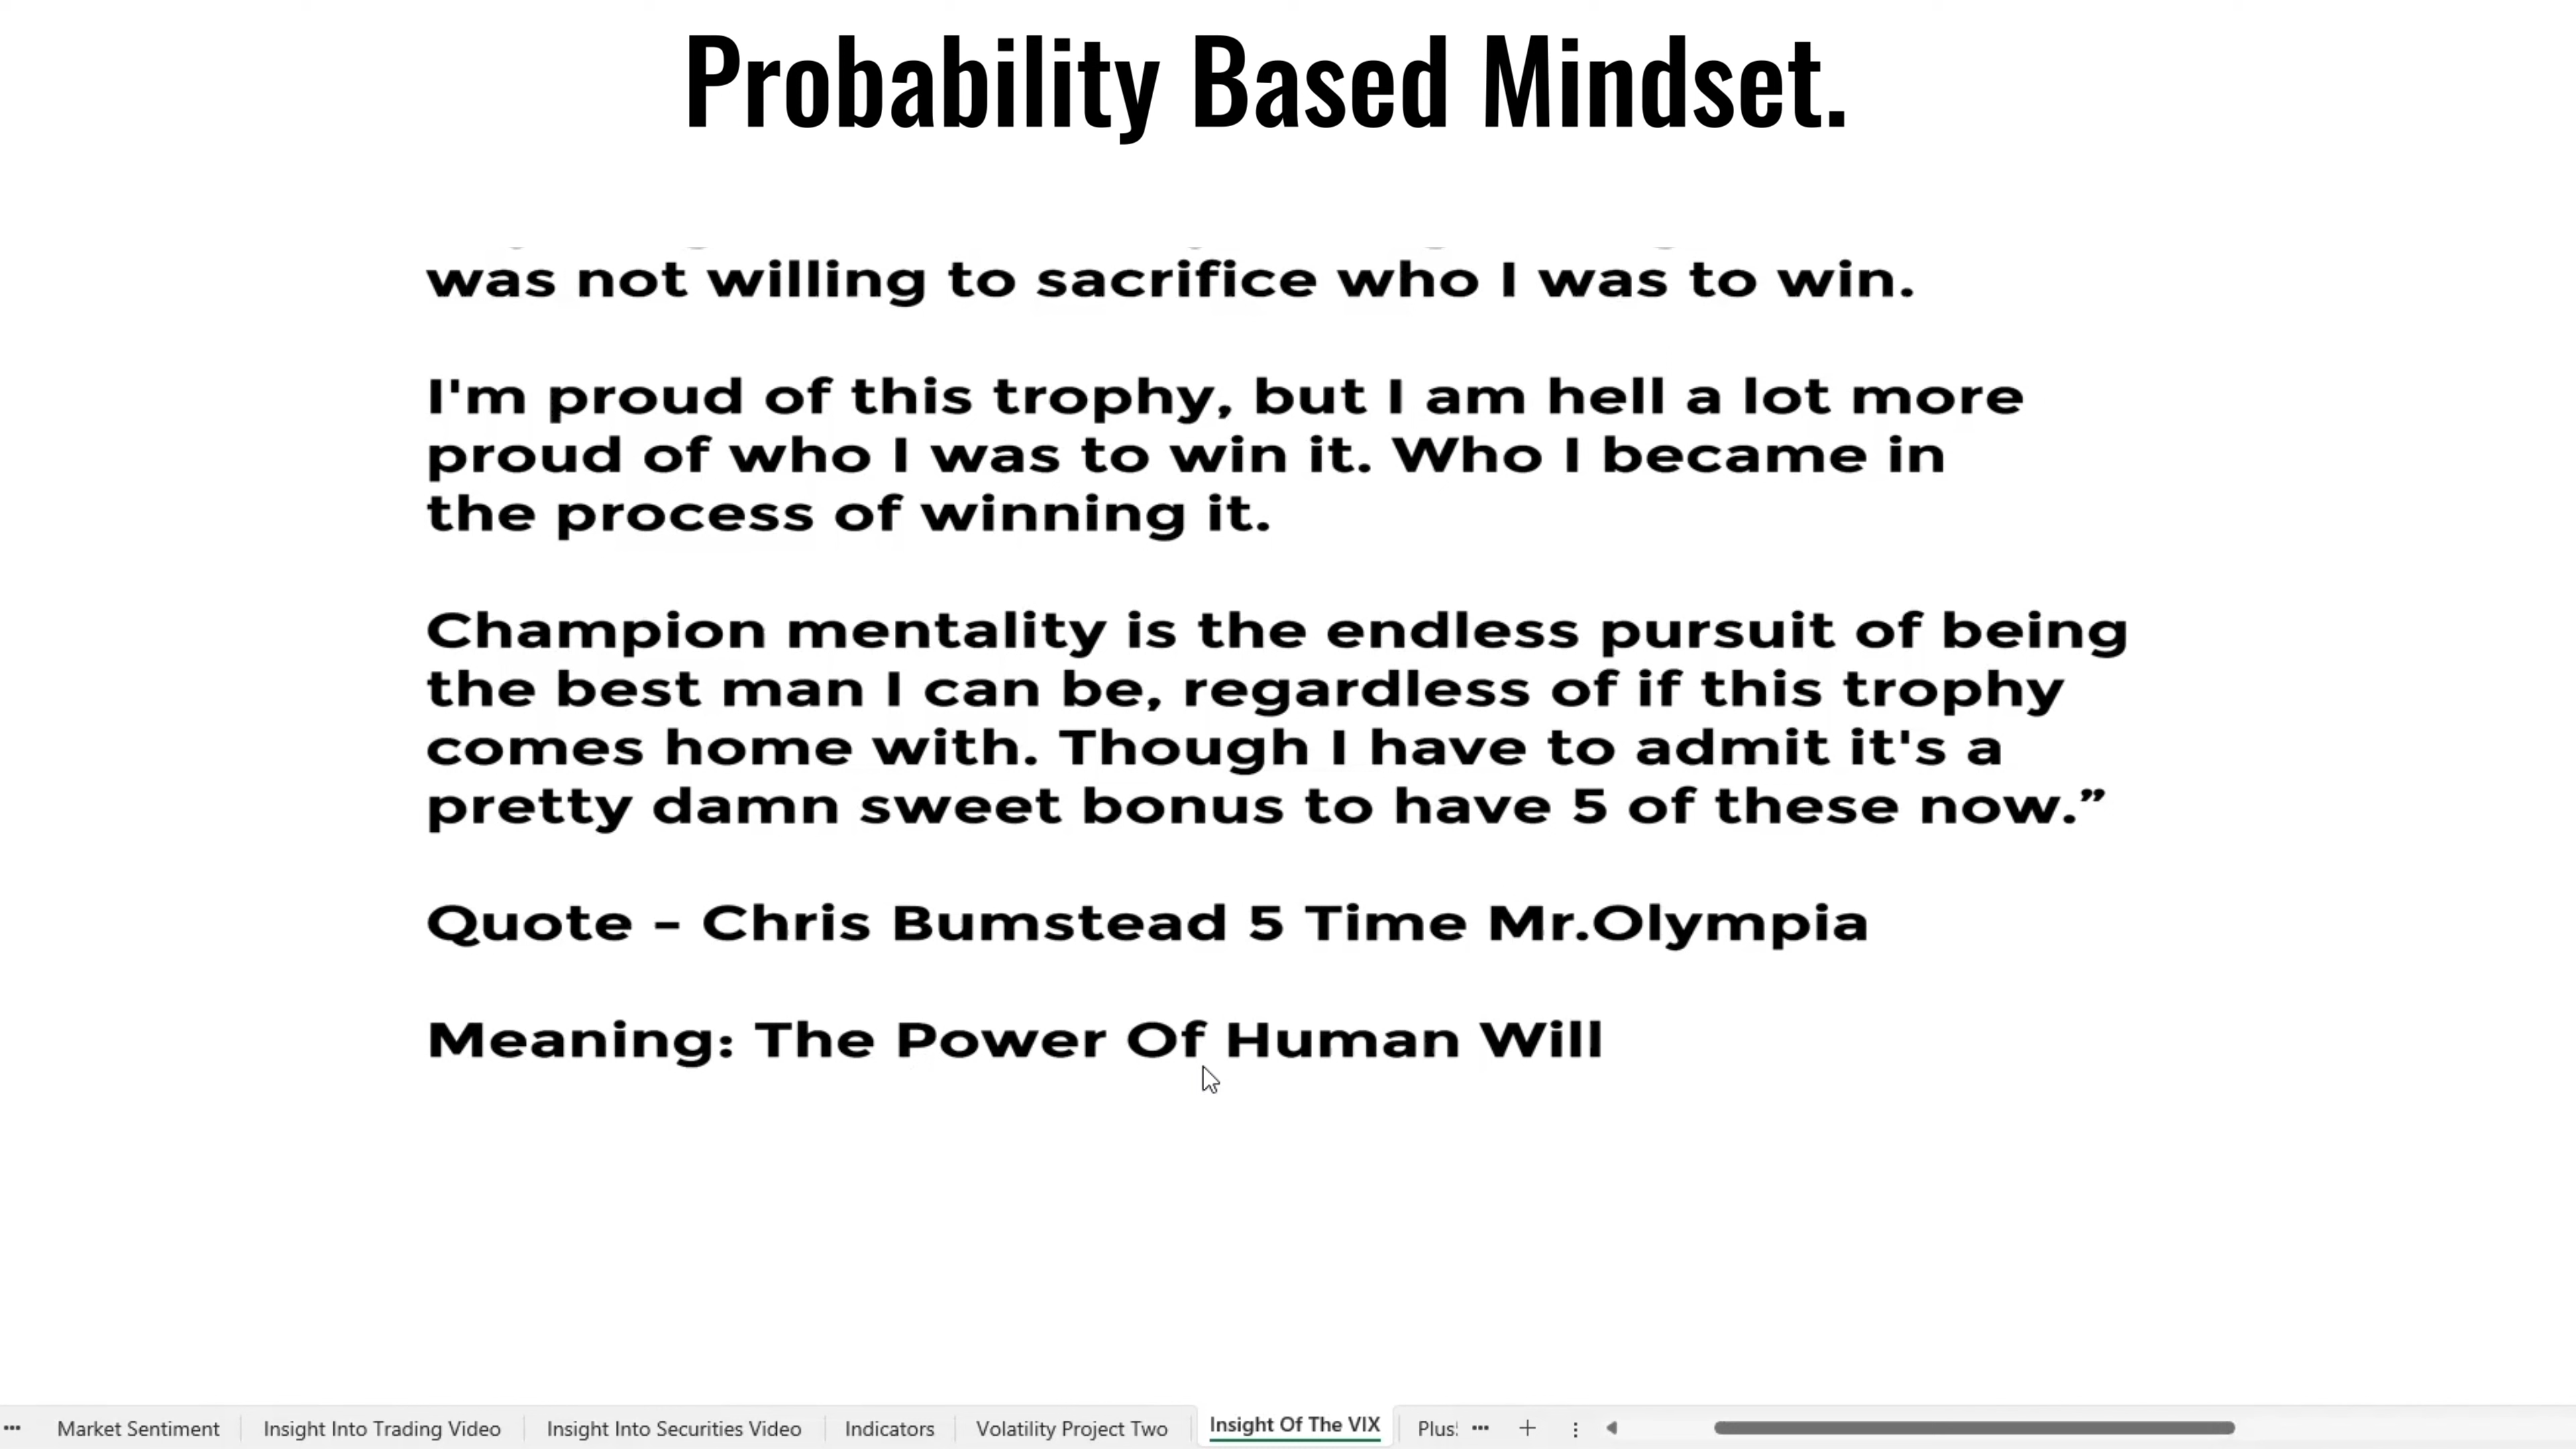 Probability Based Mindset.
was not willing to sacrifice who I was to win.
I'm proud of this trophy, but I am hell a lot more
proud of who I was to win it. Who I became in
the process of winning it.
Champion mentality is the endless pursuit of being
the best man I can be, regardless of if this trophy
comes home with. Though I have to admit it's a
pretty damn sweet bonus to have 5 of these now.”
Quote - Chris Bumstead 5 Time Mr.Olympia
Meaning: The Power Of Human Will
Market Sentiment Insight Into Trading Video Insight Into Securities Video Indicators Volatility Project Two Insight Of The VIX Plus